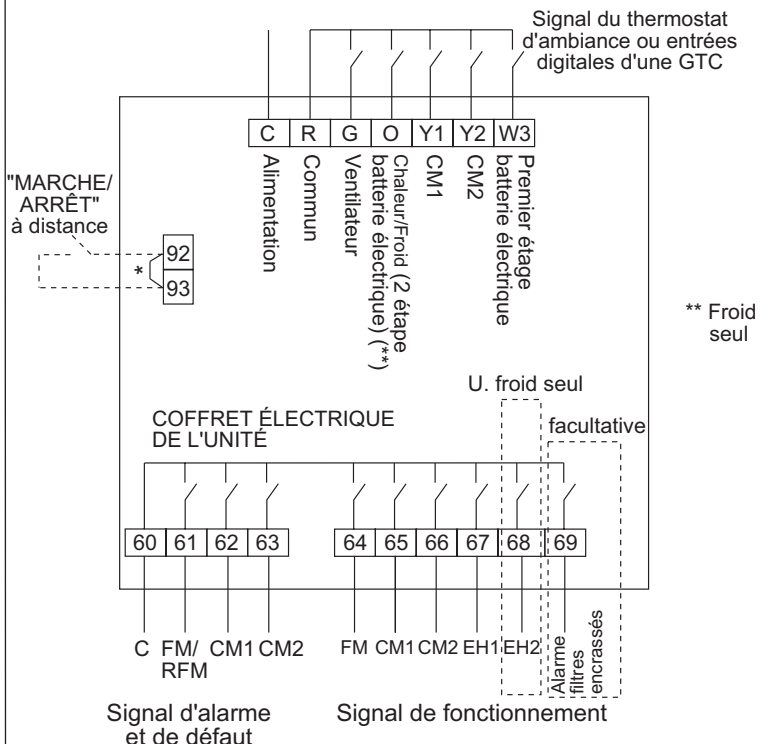 Signal du thermostat
d'ambiance ou entrées
digitales d'une GTC
C R G O Y1 Y2 W3
Alimentation
Commun
Ventilateur
Chaleur/Froid (2 étape
batterie électrique) (**)
CM1
CM2
Premier étage
batterie électrique
"MARCHE/
ARRÊT"
à distance
*
92
93
** Froid
seul
U. froid seul
facultative
COFFRET ÉLECTRIQUE
DE L'UNITÉ
60 61 62 63 64 65 66 67 68 69
C FM/ CM1 CM2 FM CM1 CM2 EH1 EH2
RFM
Alarme
filtres
encrassés
Signal d'alarme
et de défaut
Signal de fonctionnement